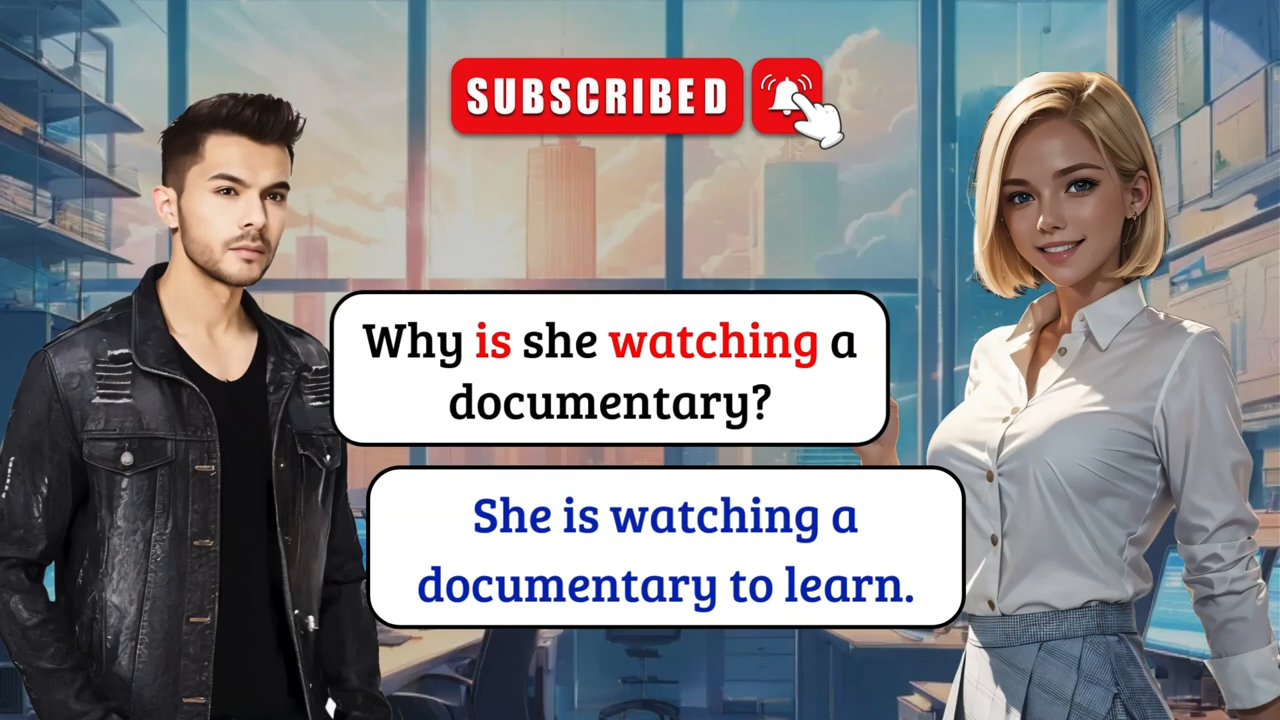 SUBSCRIBED
Why is she watching a
documentary?
She is watching a
documentary to learn.